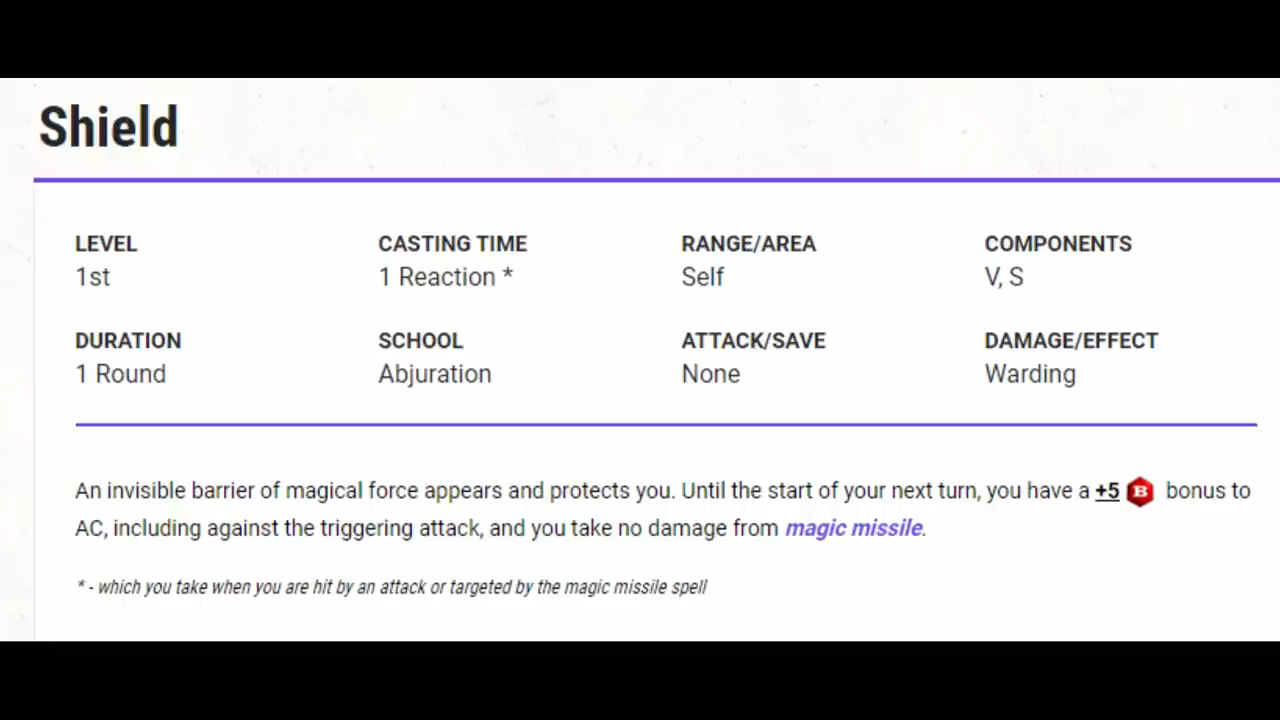 Shield
LEVEL CASTING TIME RANGE/AREA COMPONENTS
1st 1 Reaction * Self V, S
DURATION SCHOOL ATTACK/SAVE DAMAGE/EFFECT
1 Round Abjuration None Warding
An invisible barrier of magical force appears and protects you. Until the start of your next turn, you have a +5 B bonus to
AC, including against the triggering attack, and you take no damage from magic missile.
* - which you take when you are hit by an attack or targeted by the magic missile spell